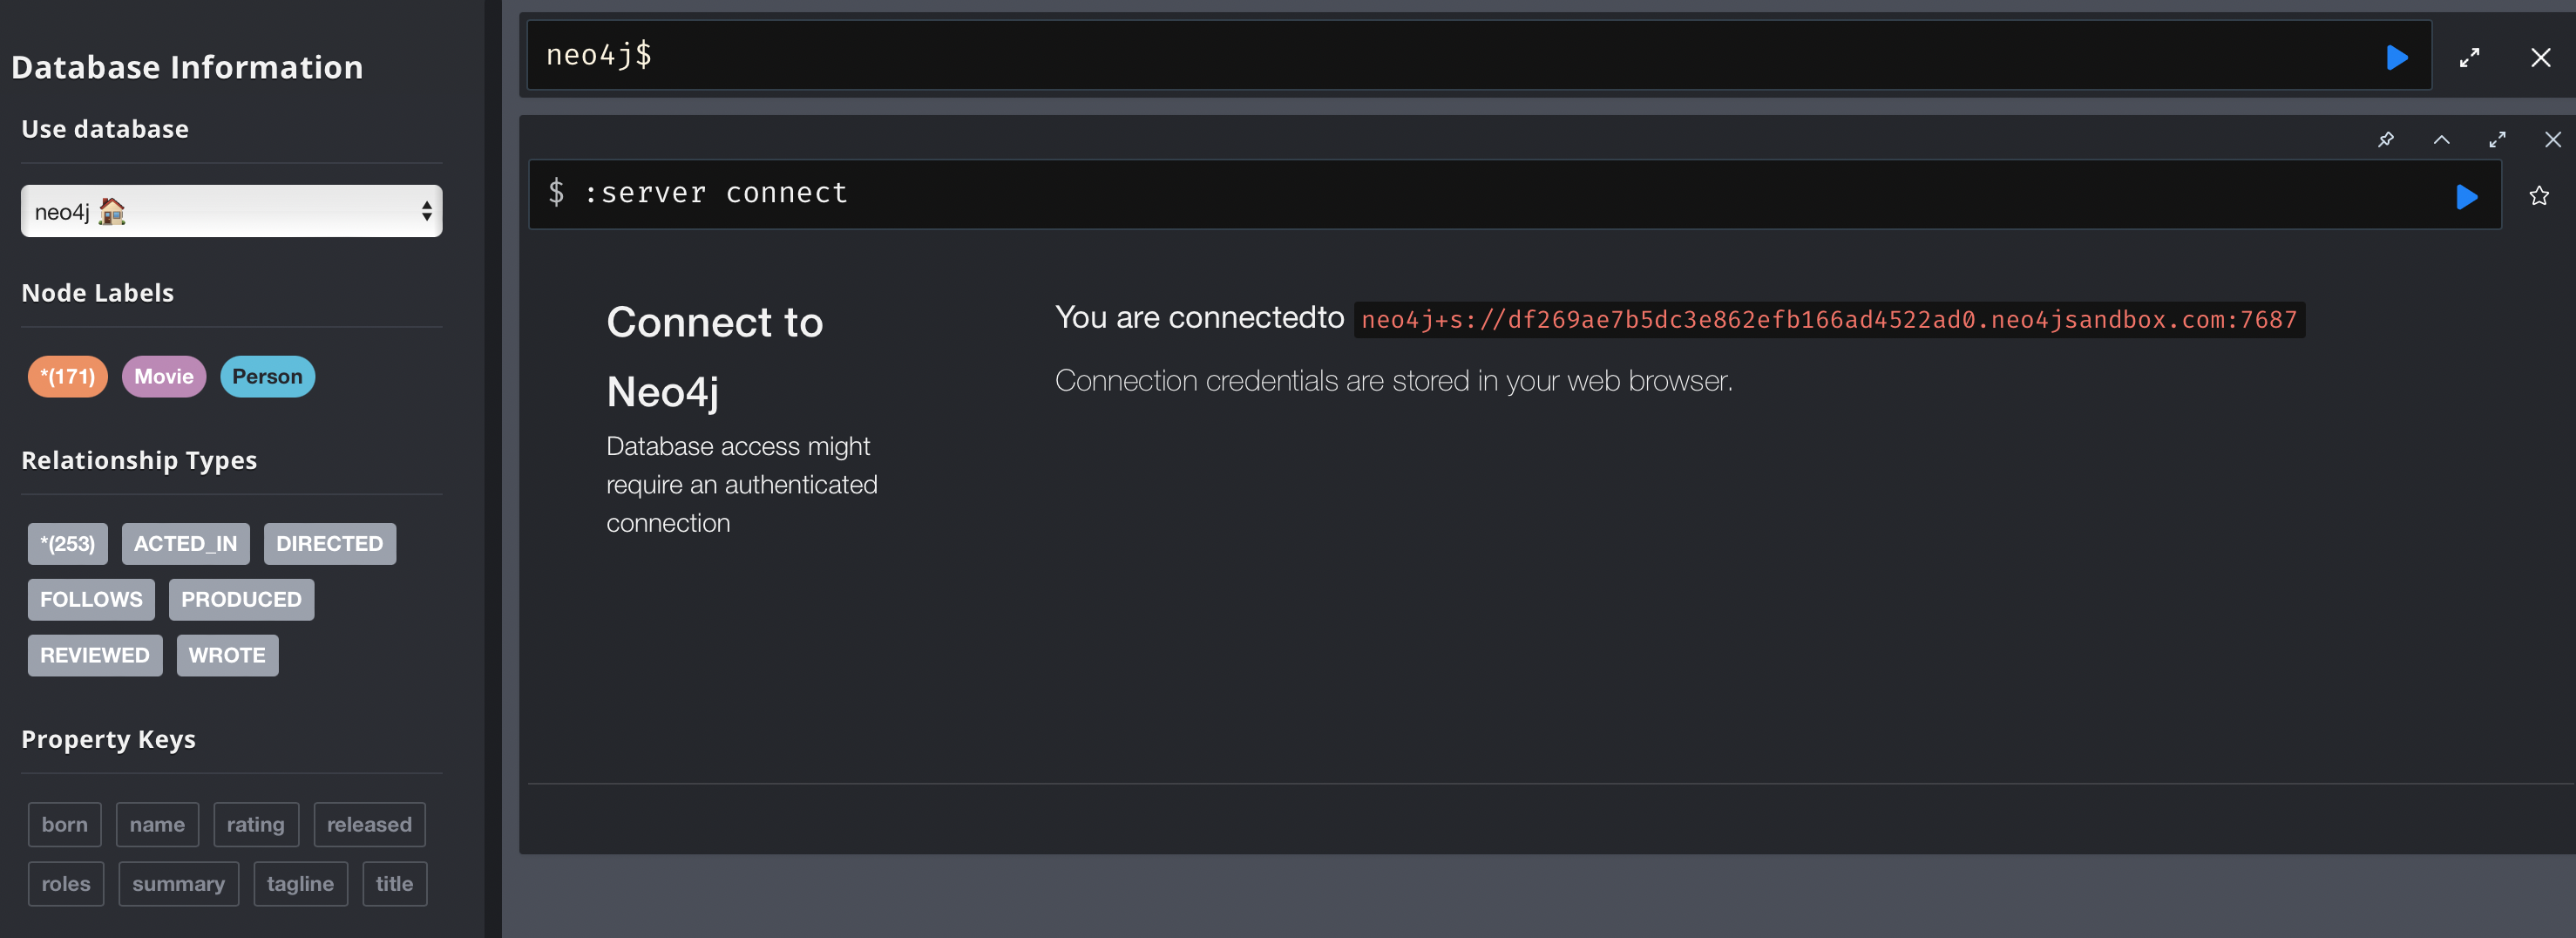 Database Information
Use database
neo4j 🏠
Node Labels
*(171) Movie Person
Relationship Types
*(253) ACTED_IN DIRECTED
FOLLOWS PRODUCED
REVIEWED WROTE
Property Keys
born name rating released
roles summary tagline title
neo4j$
$ :server connect
Connect to
Neo4j
Database access might
require an authenticated
connection
You are connectedto neo4j+s://df269ae7b5dc3e862efb166ad4522ad0.neo4jsandbox.com:7687
Connection credentials are stored in your web browser.